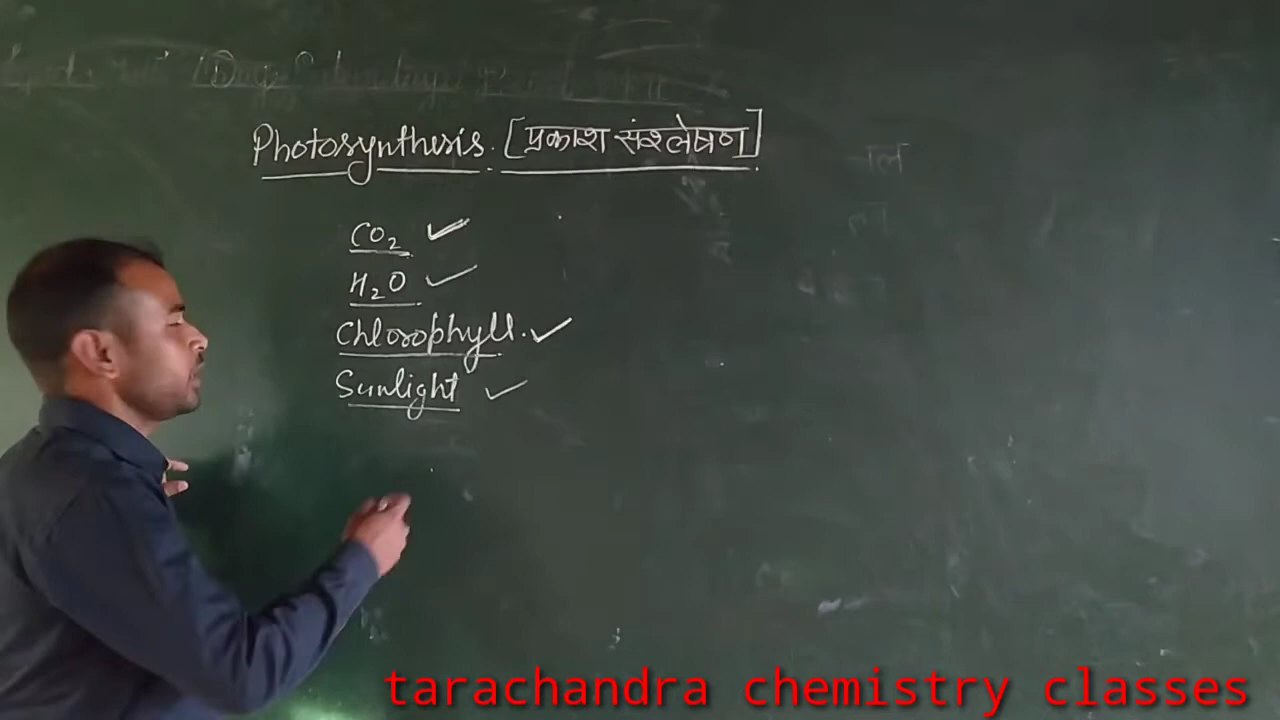 Photosynthesis. [प्रकाश संश्लेषण]
CO₂ ✓
H₂O ✓
Chlorophyll. ✓
Sunlight ✓
tarachandra chemistry classes